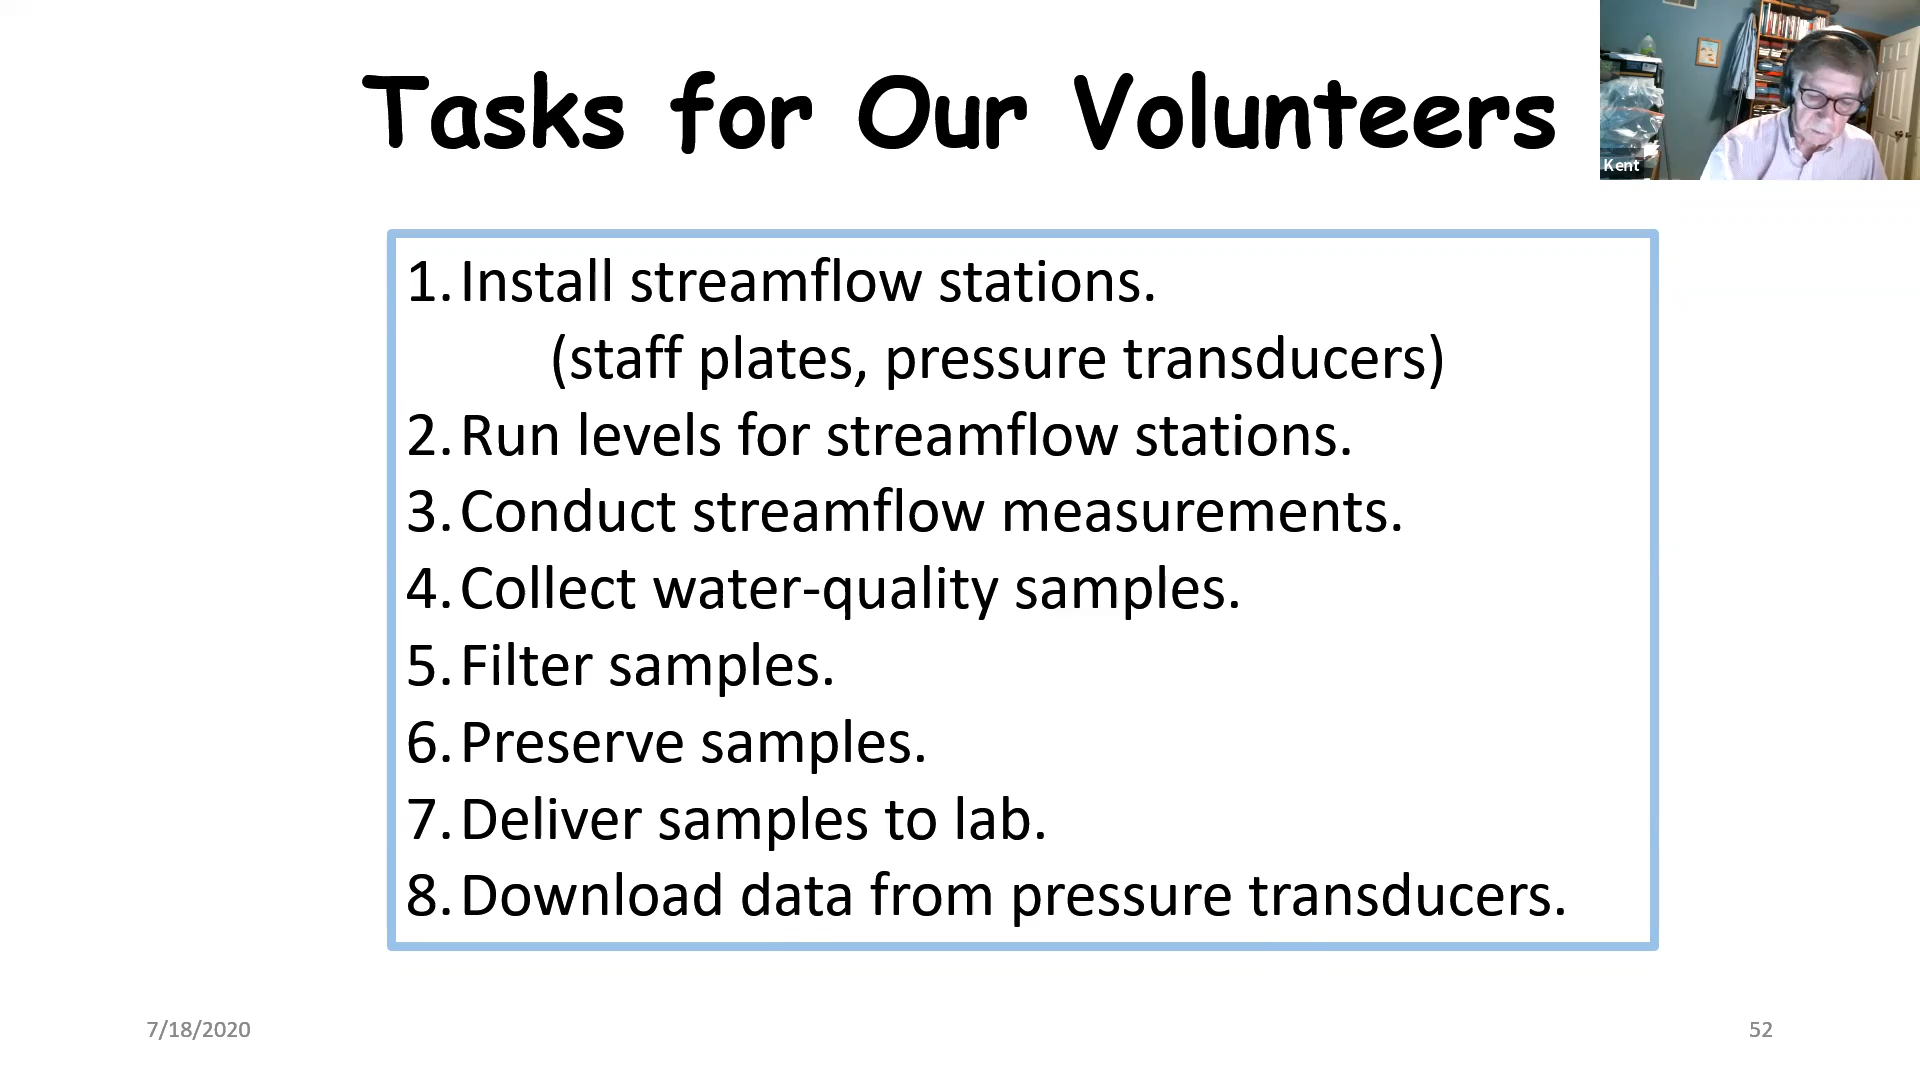 Tasks for Our Volunteers
Kent
1. Install streamflow stations.
(staff plates, pressure transducers)
2. Run levels for streamflow stations.
3. Conduct streamflow measurements.
4. Collect water-quality samples.
5. Filter samples.
6. Preserve samples.
7. Deliver samples to lab.
8. Download data from pressure transducers.
7/18/2020
52